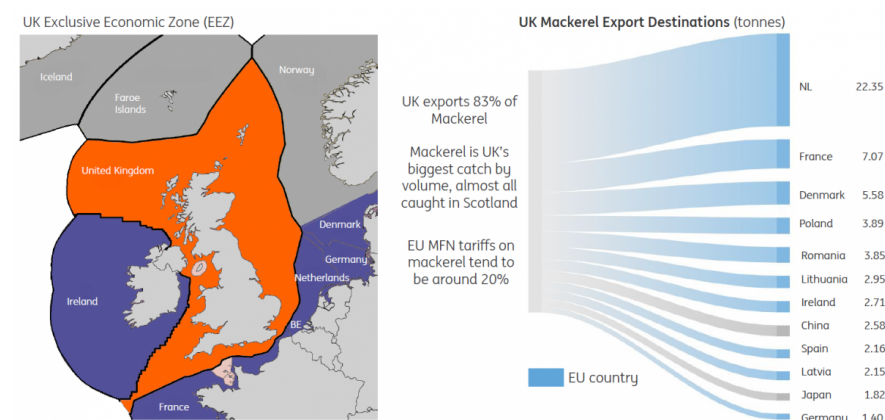 UK Exclusive Economic Zone (EEZ)
Iceland
Faroe
Islands
Norway
United Kingdom
Denmark
Germany
Netherlands
Ireland
BE
France
UK Mackerel Export Destinations (tonnes)
UK exports 83% of
Mackerel
Mackerel is UK's
biggest catch by
volume, almost all
caught in Scotland
EU MFN tariffs on
mackerel tend to
be around 20%
NL 22.35
France 7.07
Denmark 5.58
Poland 3.89
Romania 3.85
Lithuania 2.95
Ireland 2.71
China 2.58
Spain 2.16
Latvia 2.15
Japan 1.82
Germany 1.40
EU country